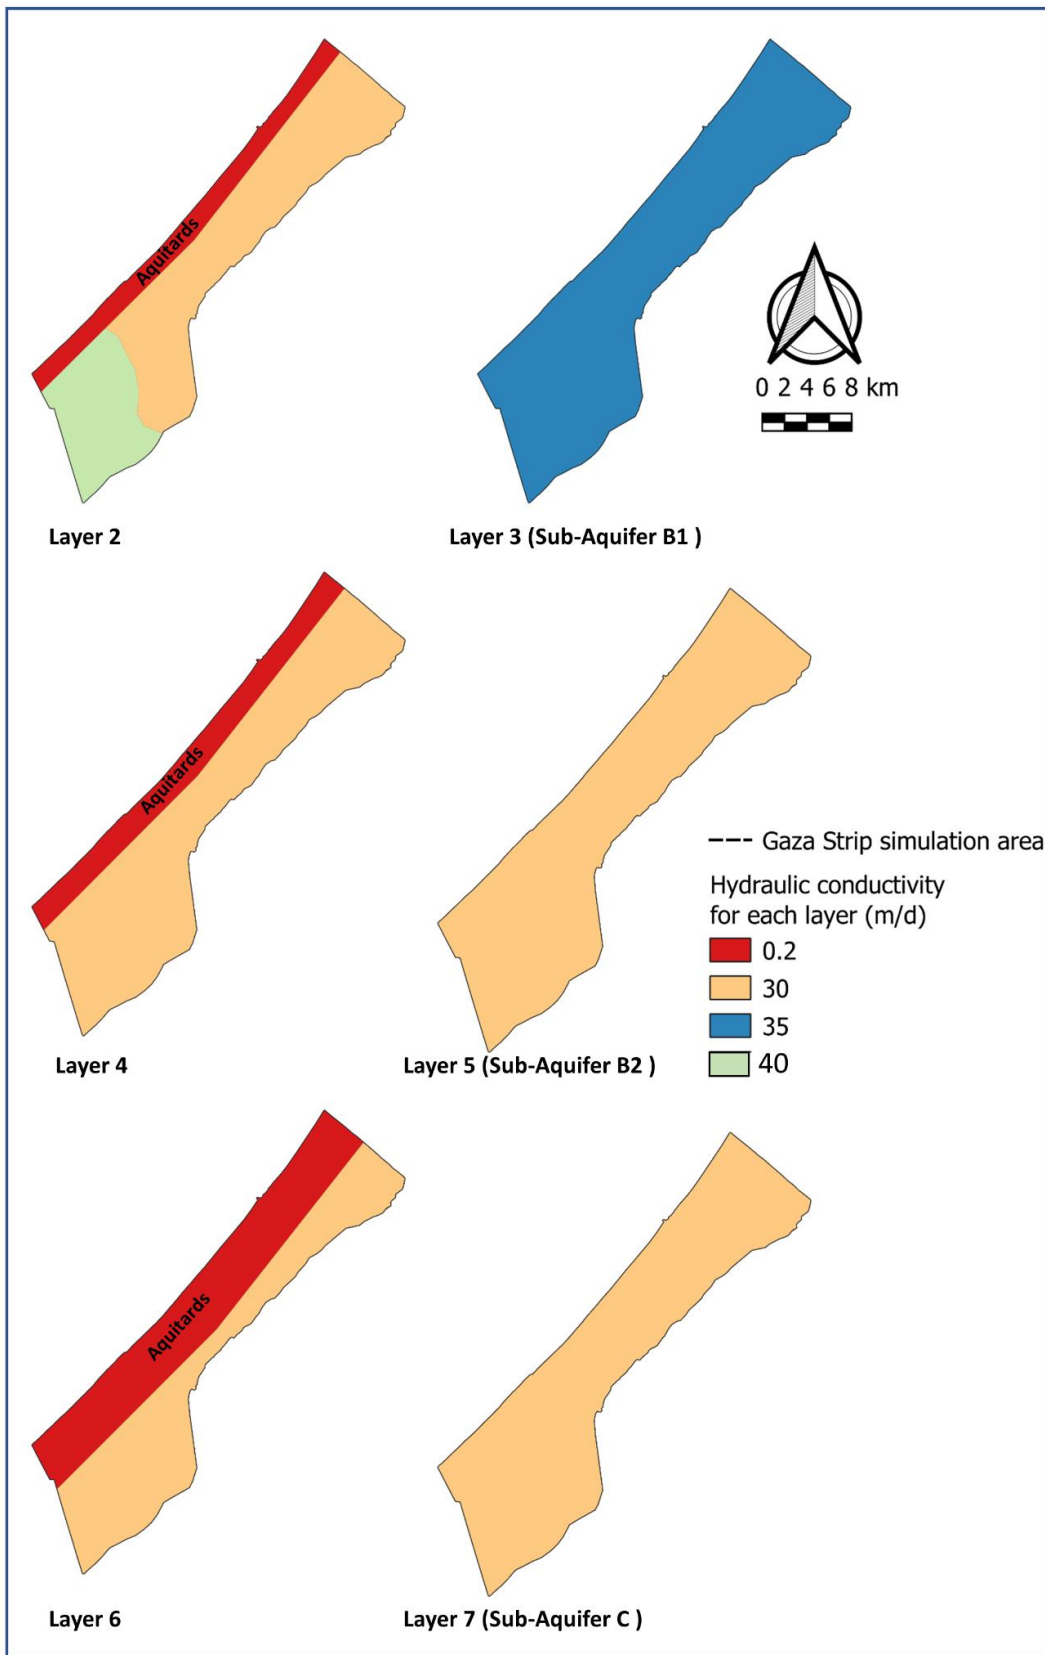 Aquitards
0 2 4 6 8 km
Layer 2
Layer 3 (Sub-Aquifer B1 )
Aquitards
Gaza Strip simulation area
Hydraulic conductivity
for each layer (m/d)
0.2
30
35
40
Layer 4
Layer 5 (Sub-Aquifer B2 )
Aquitards
Layer 6
Layer 7 (Sub-Aquifer C )